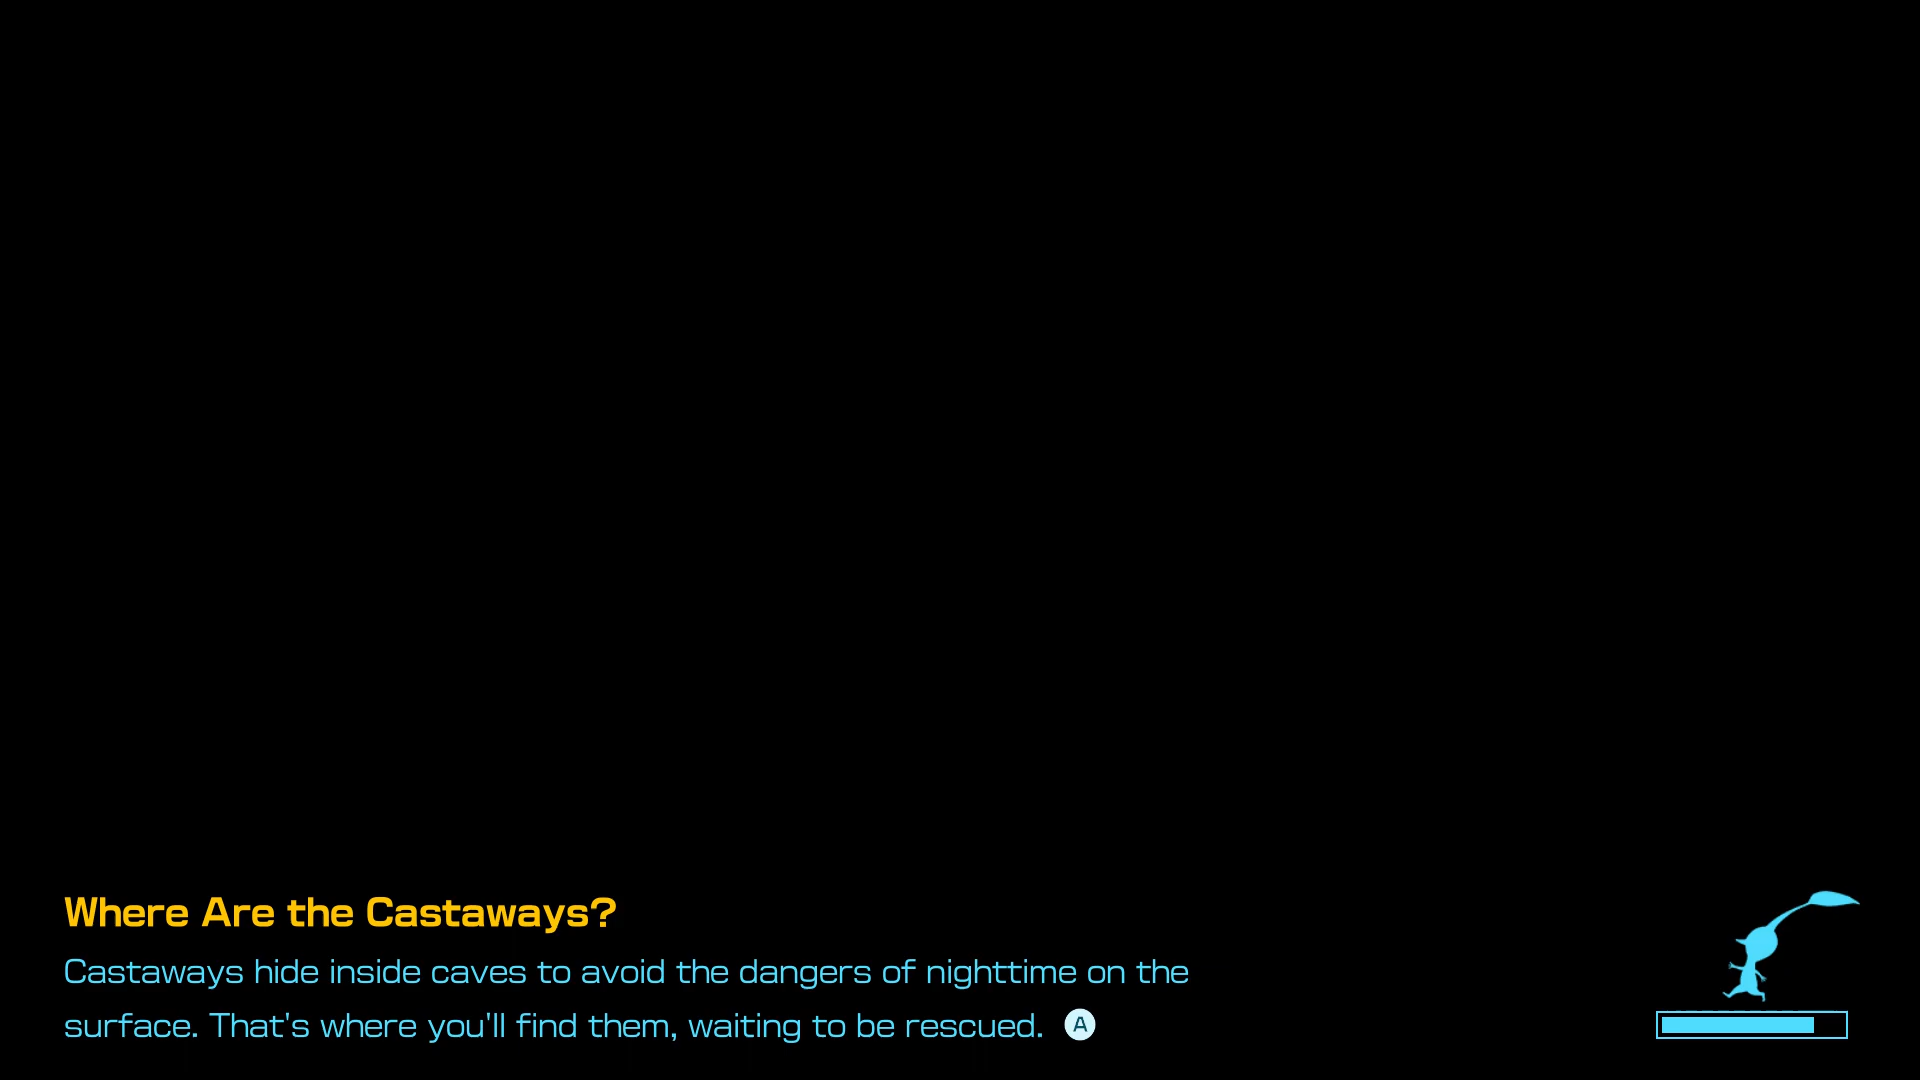 Where Are the Castaways?
Castaways hide inside caves to avoid the dangers of nighttime on the
surface. That's where you'll find them, waiting to be rescued. A